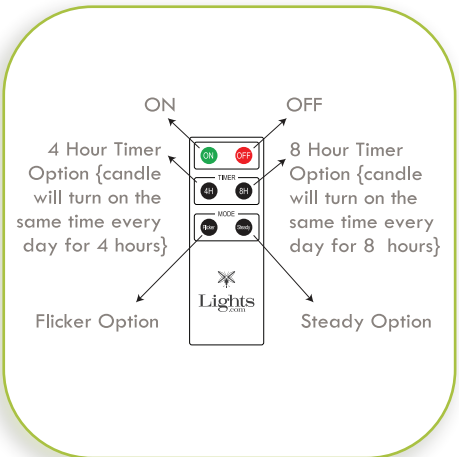 ON
OFF
4 Hour Timer
Option {candle
will turn on the
same time every
day for 4 hours}
8 Hour Timer
Option {candle
will turn on the
same time every
day for 8 hours}
ON OFF
TIMER
4H 8H
MODE
Flicker Steady
Lights
.com
Flicker Option
Steady Option